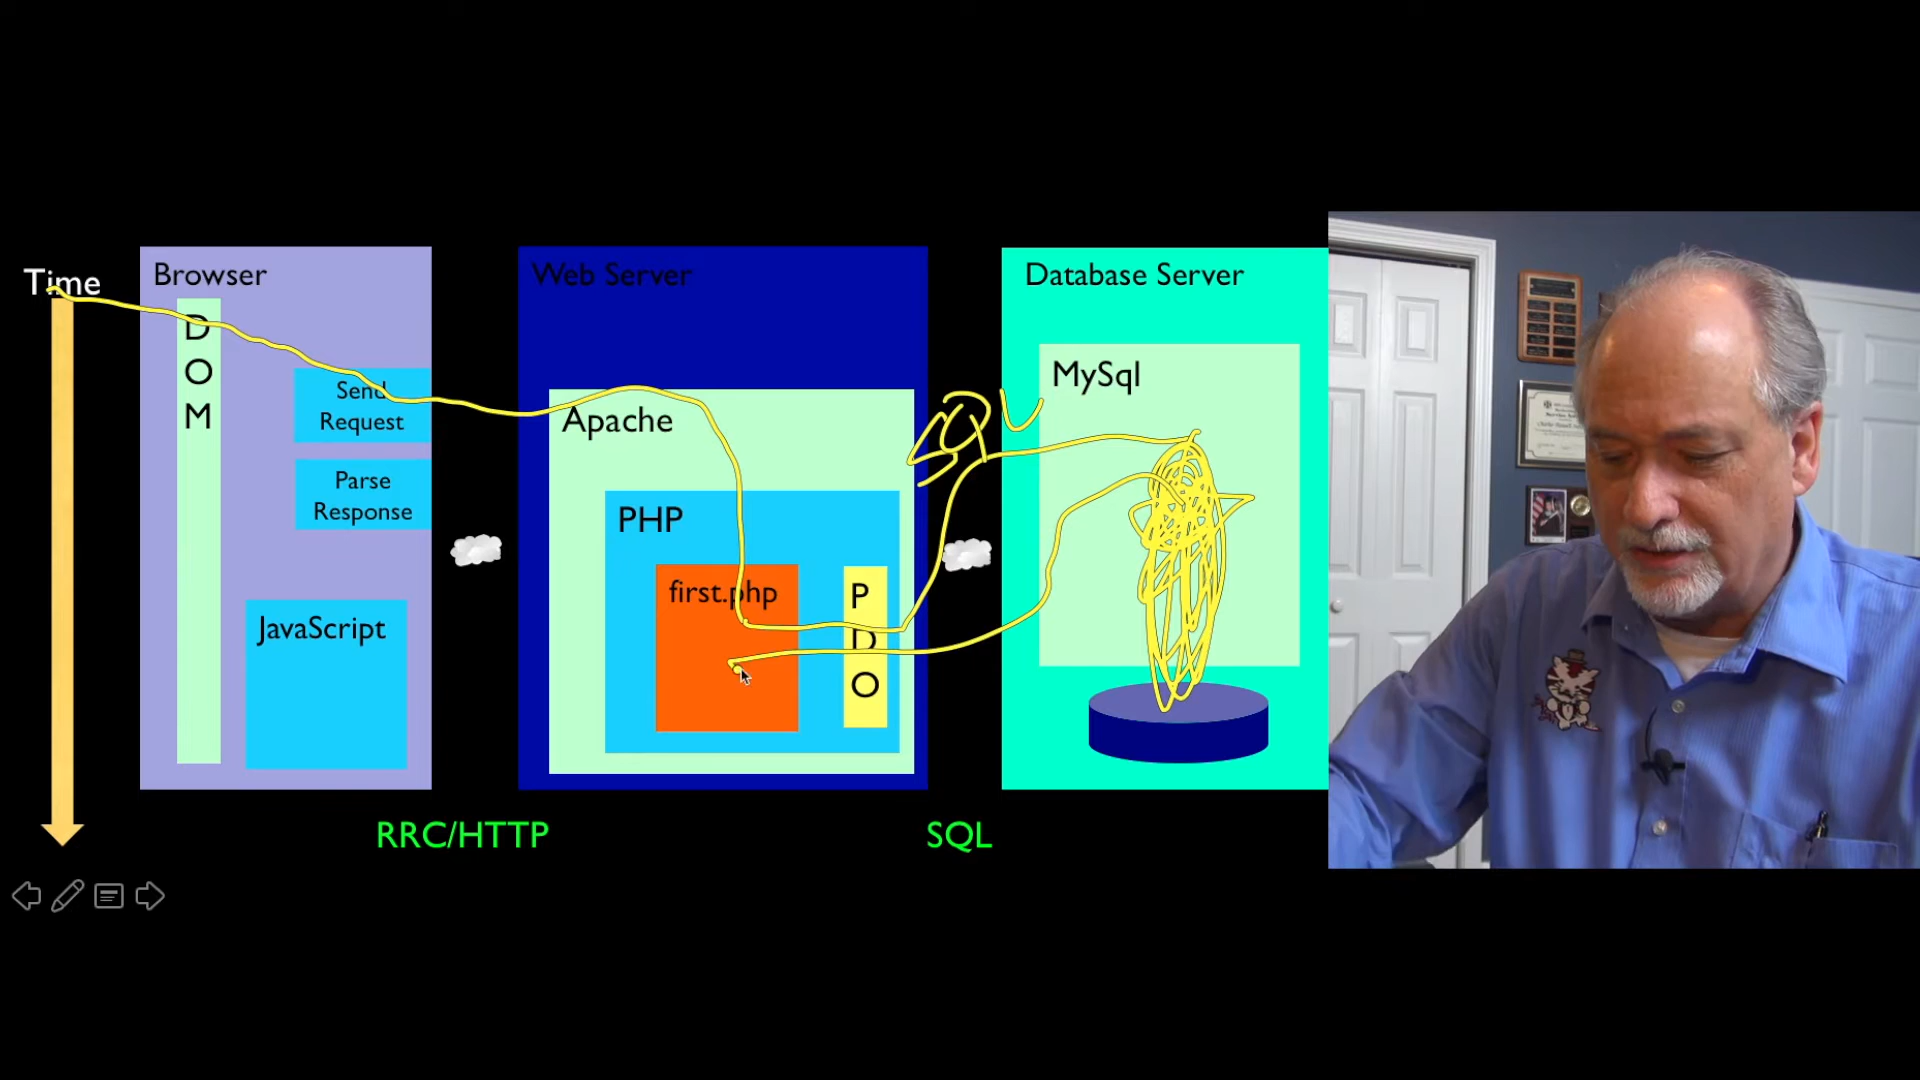 Time
Browser
D
O
M
Send
Request
Parse
Response
JavaScript
Web Server
Apache
PHP
first.php
P
D
O
SQL
Database Server
MySql
RRC/HTTP
SQL